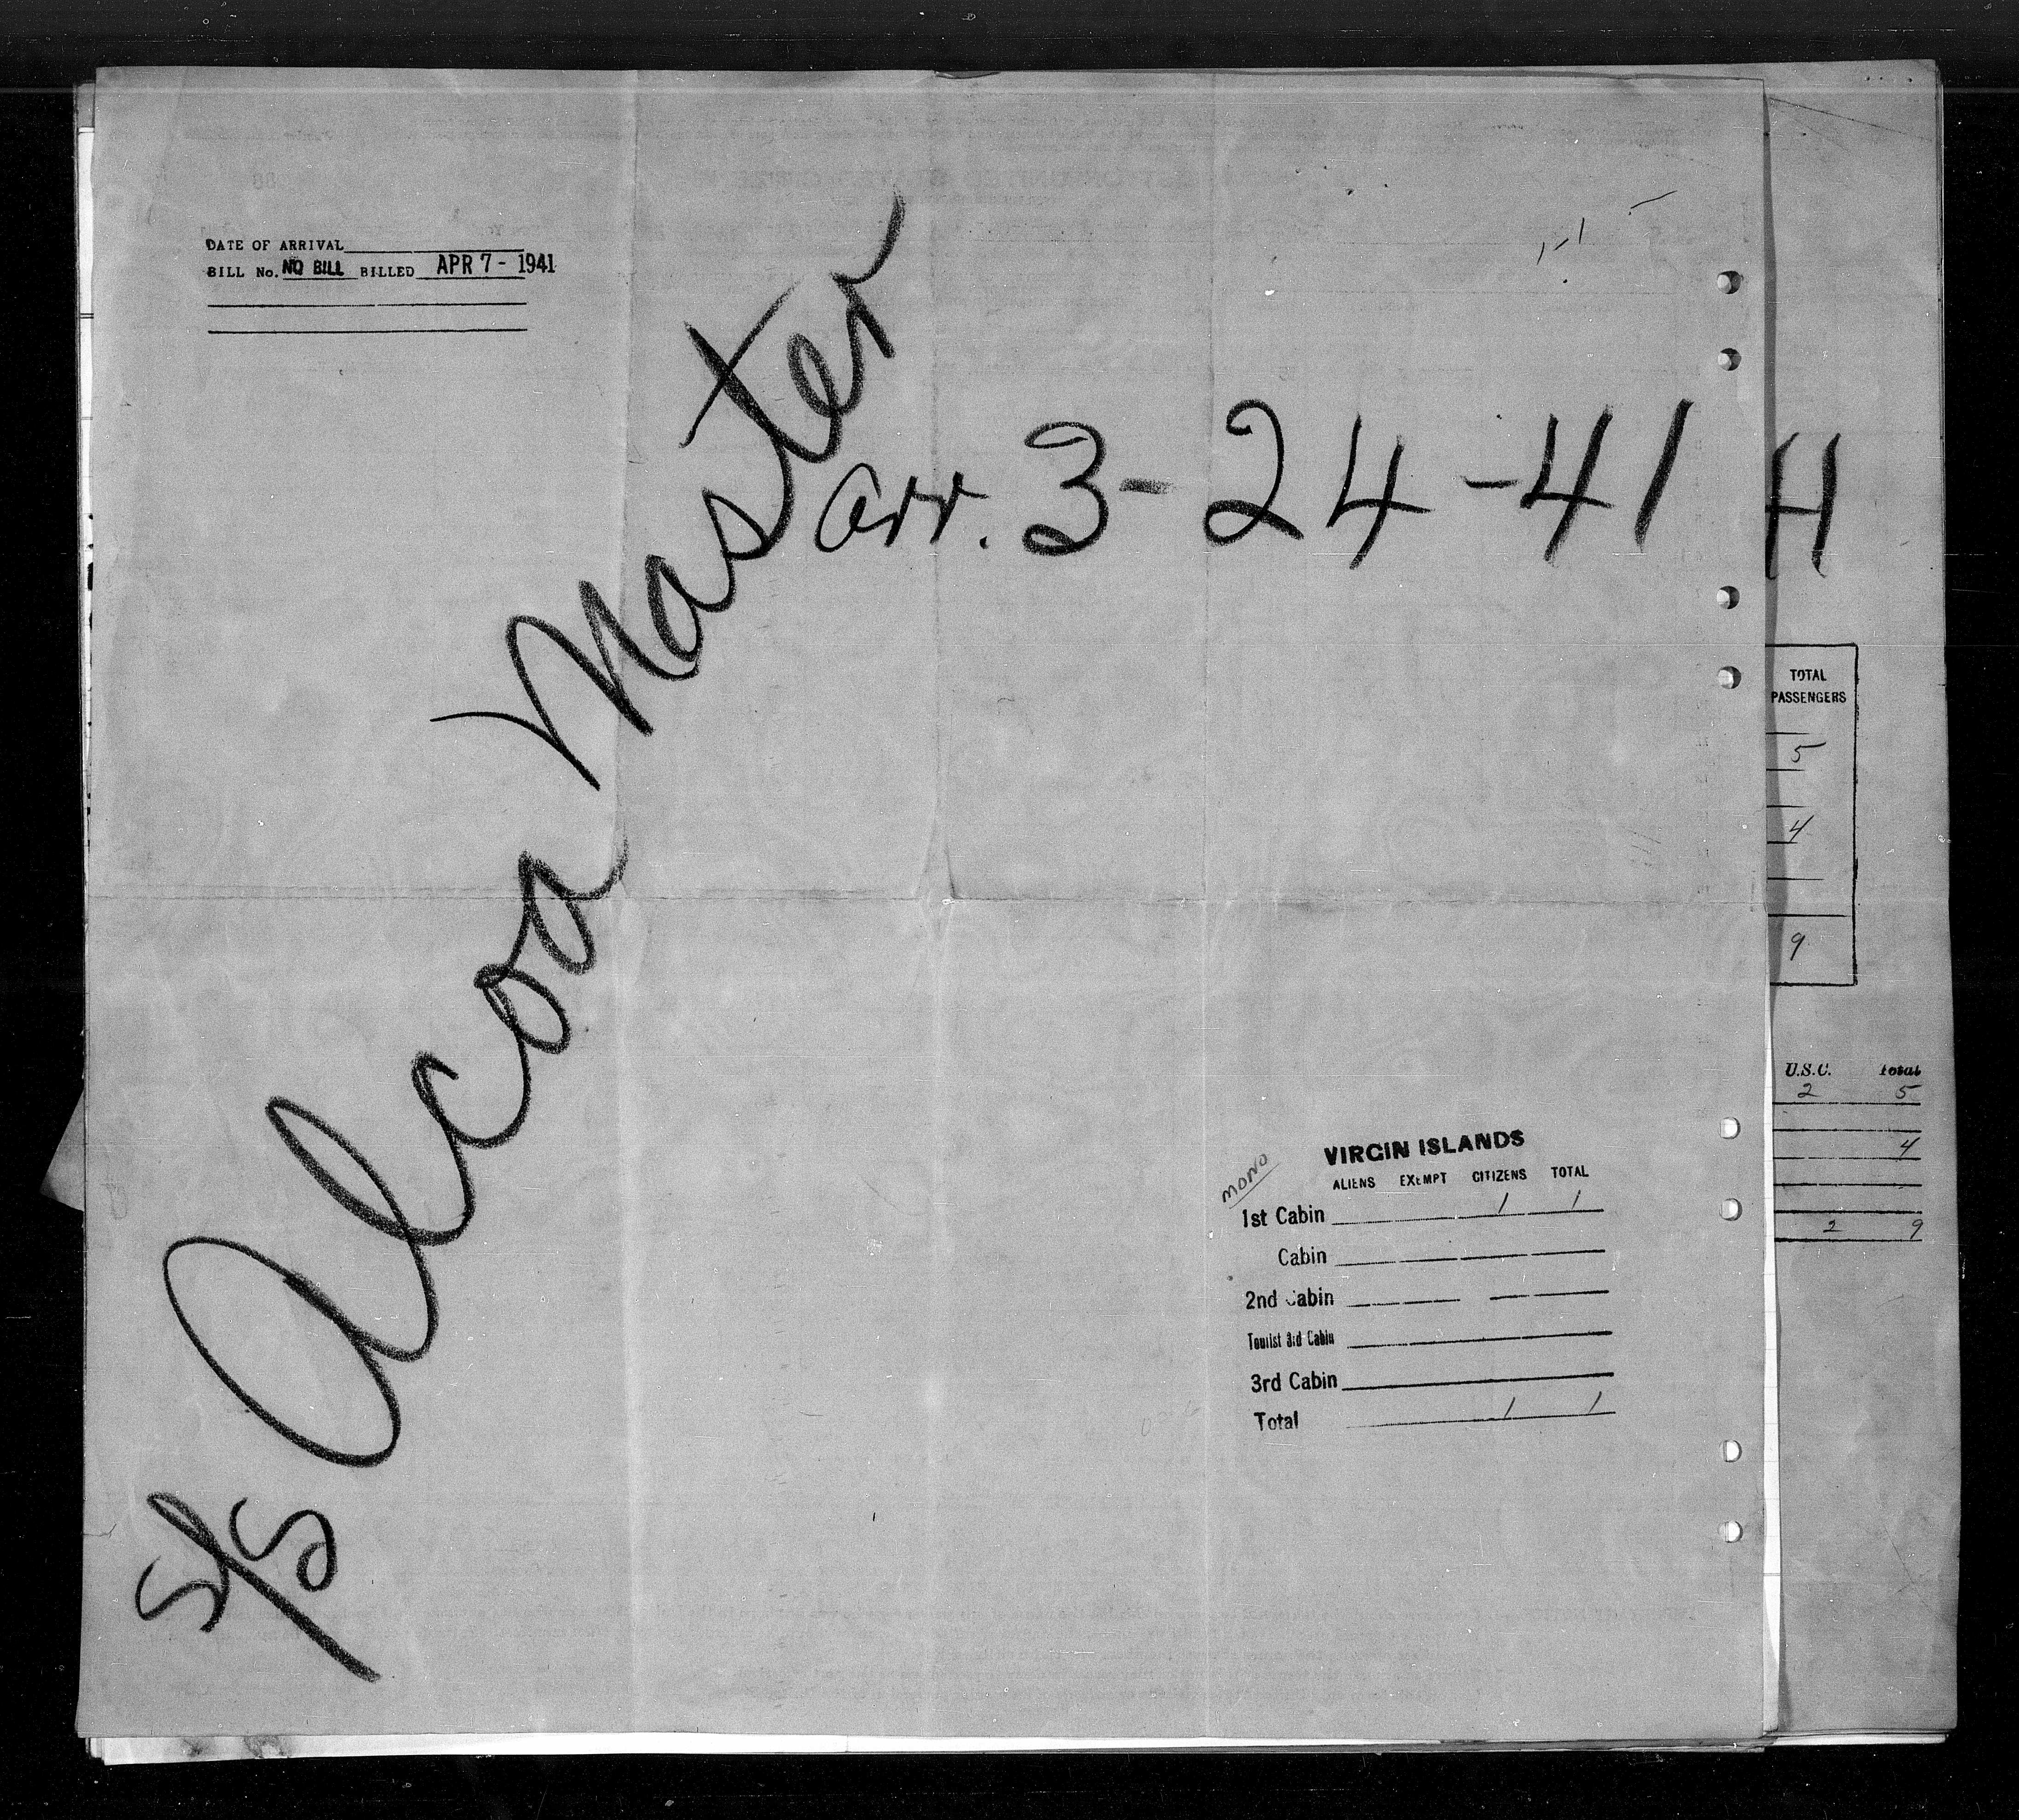 DATE OF ARRIVAL
BILL No. NO BILL BILLED APR 7 - 1941
S/S Alcoa Master
arr. 3-24-41
H
TOTAL
PASSENGERS
5
4
9
U.S.C. Total
2 5
4
2 9
MONO
VIRGIN ISLANDS
ALIENS EXEMPT CITIZENS TOTAL
1st Cabin 1 1
Cabin
2nd Cabin
Tourist 3rd Cabin
3rd Cabin
Total 1 1